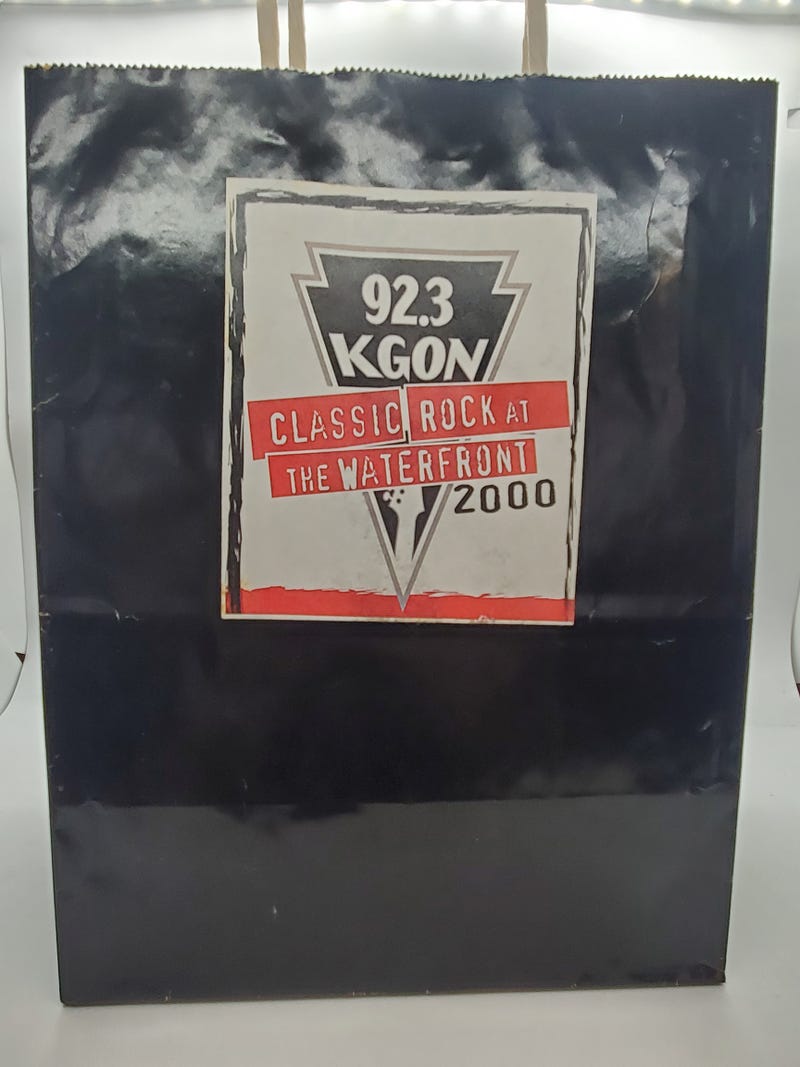 92.3
KGON
CLASSIC ROCK AT
THE WATERFRONT
2000